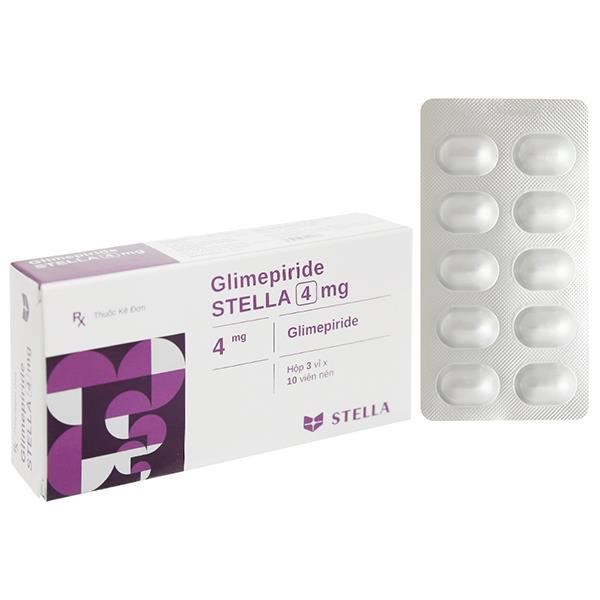 Glimepiride
STELLA 4 mg
Rx Thuốc Kê Đơn
Glimepiride
STELLA 4 mg
4 mg
Glimepiride
Hộp 3 vỉ x
10 viên nén
STELLA
Rx
Glimepiride
STELLA 4 mg